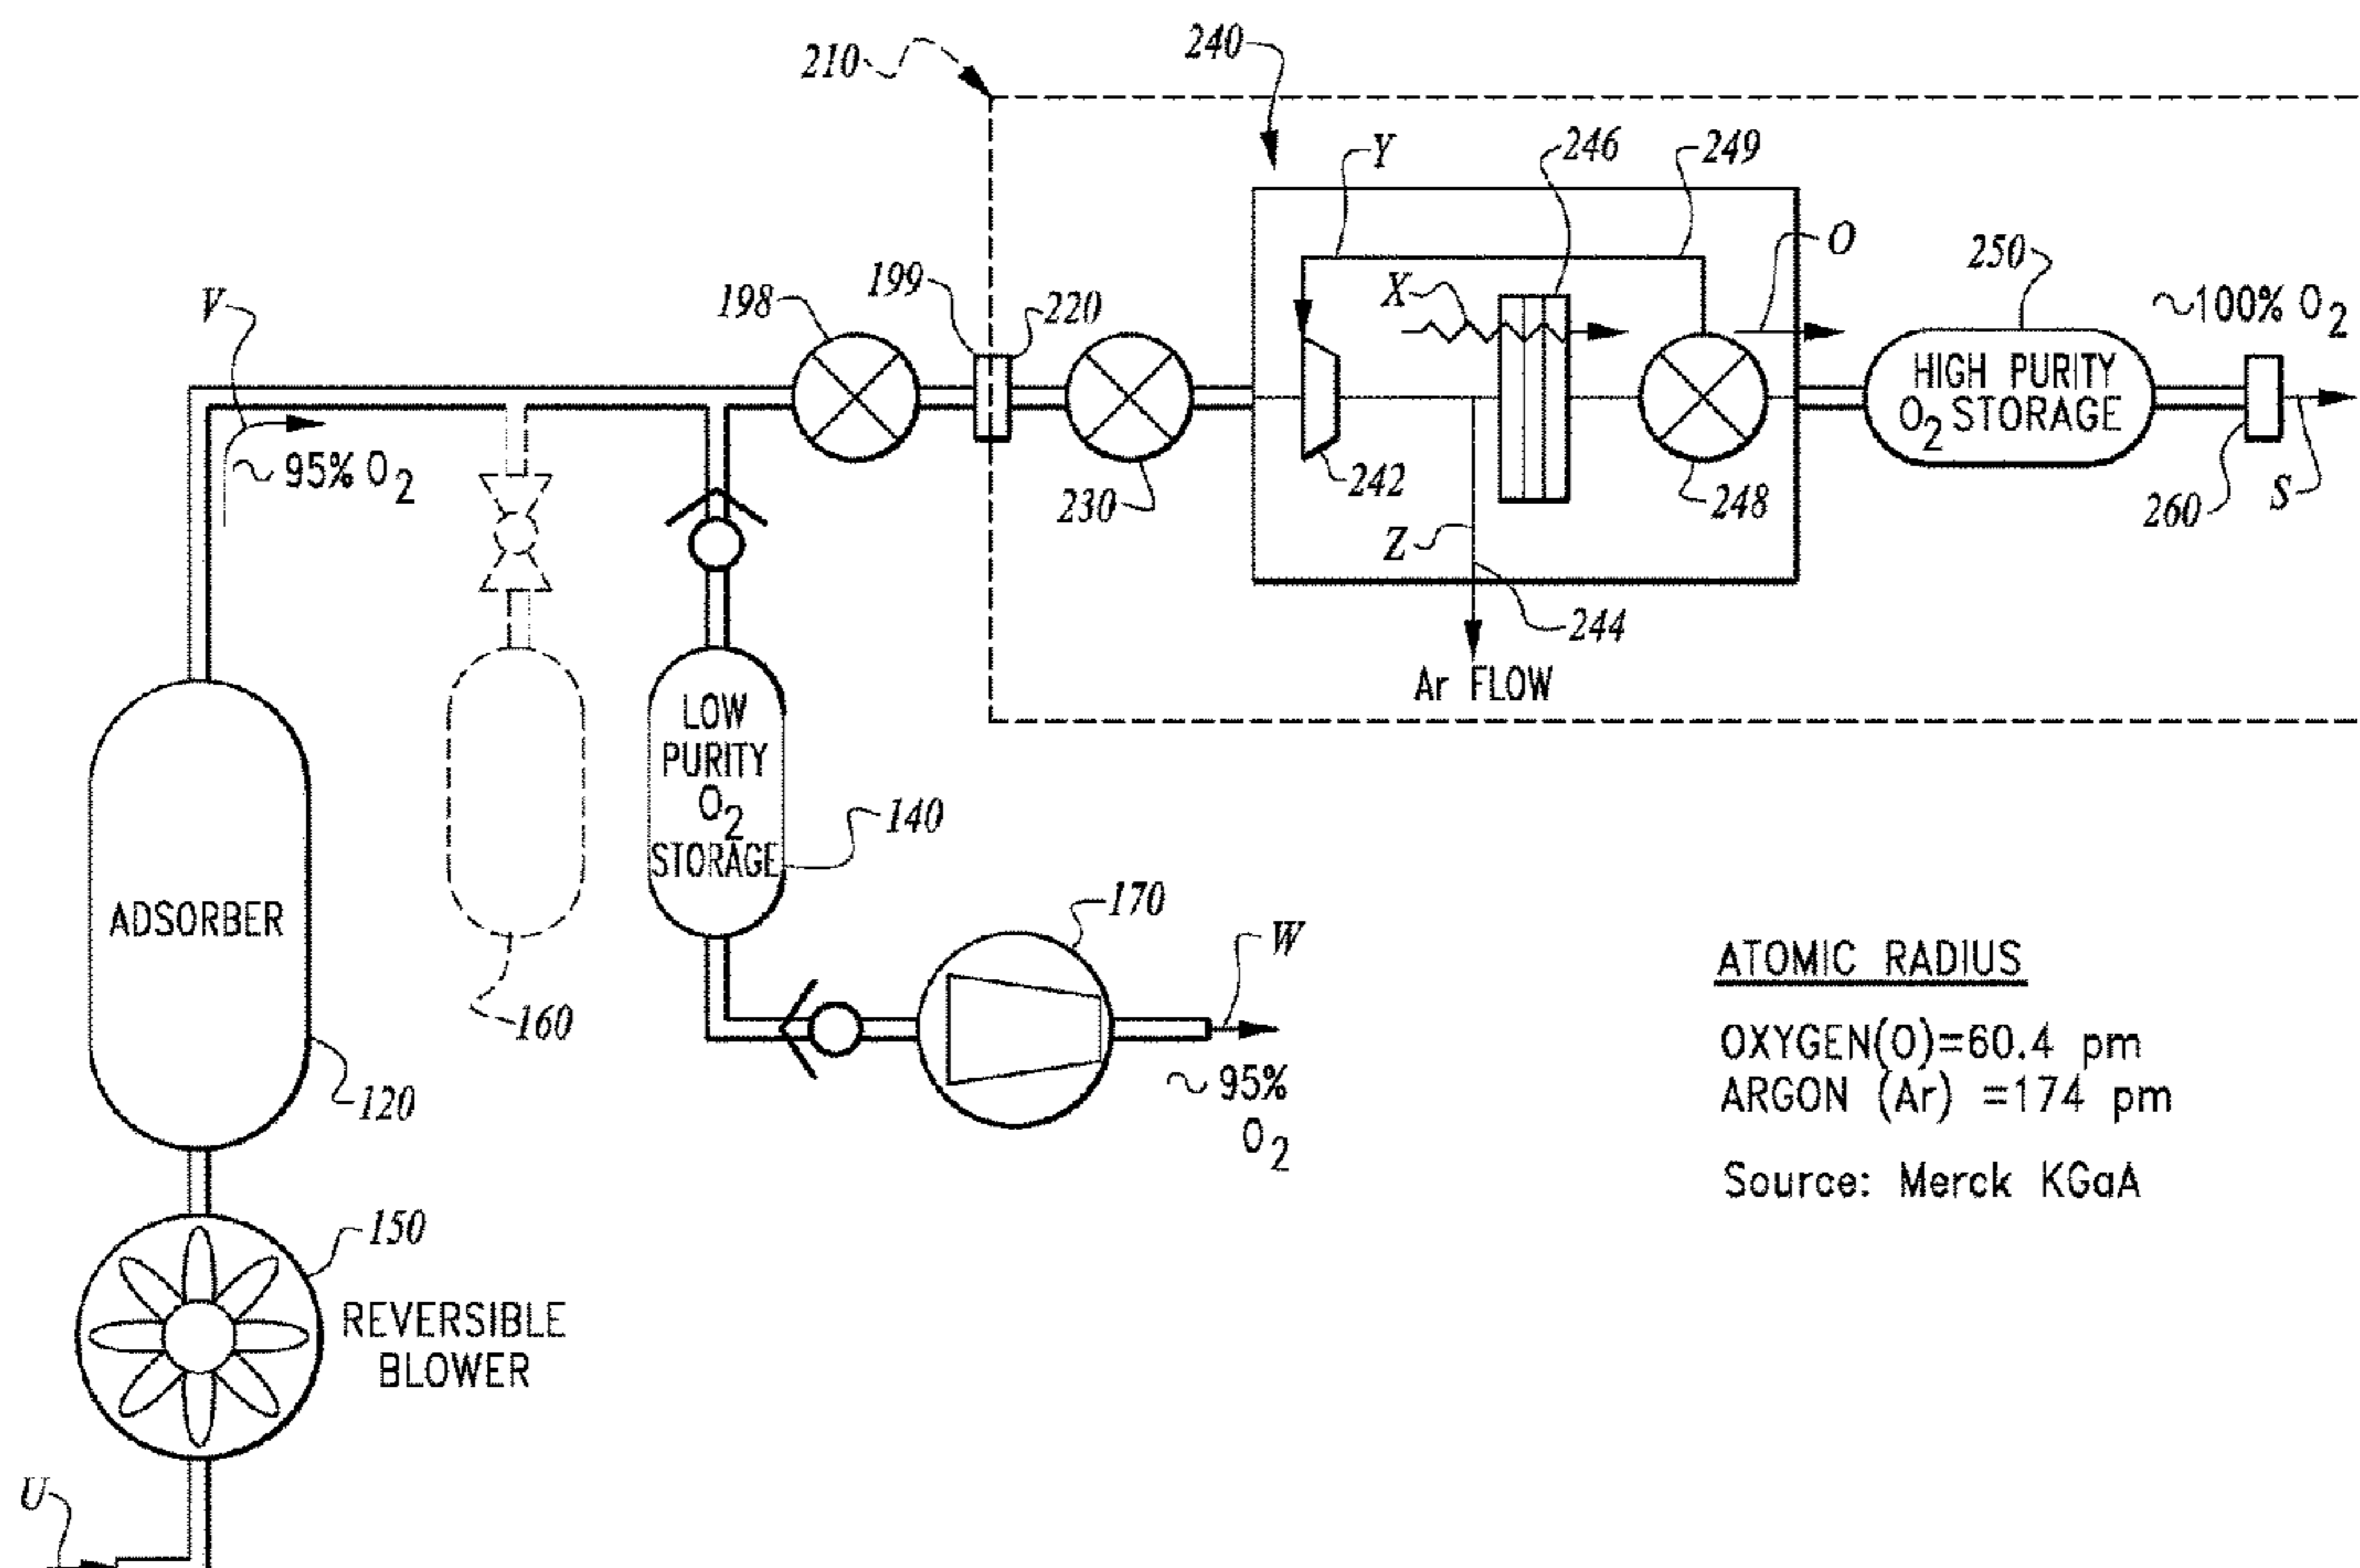 210
240
Y
246
249
O
250
~100% O2
V
198
199
220
X
HIGH PURITY
O2 STORAGE
~ 95% O2
242
230
Z
248
260
S
244
Ar FLOW
LOW
PURITY
O2
STORAGE
140
ADSORBER
170
W
160
~ 95%
O2
120
ATOMIC RADIUS
OXYGEN(O)=60.4 pm
ARGON (Ar) =174 pm
Source: Merck KGaA
150
REVERSIBLE
BLOWER
U